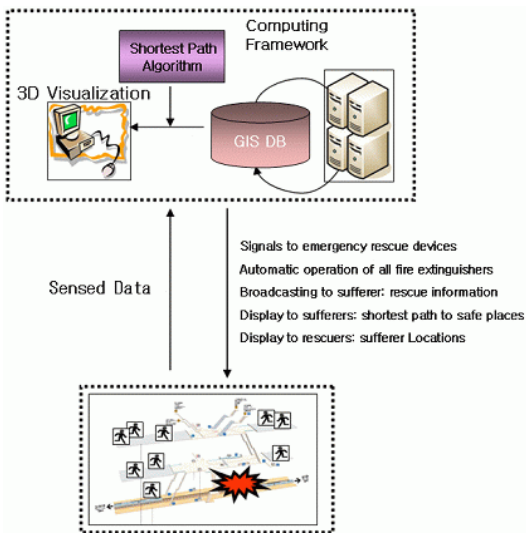 Computing
Framework
Shortest Path
Algorithm
3D Visualization
GIS DB
Signals to emergency rescue devices
Automatic operation of all fire extinguishers
Sensed Data
Broadcasting to sufferer: rescue information
Display to sufferers: shortest path to safe places
Display to rescuers: sufferer Locations